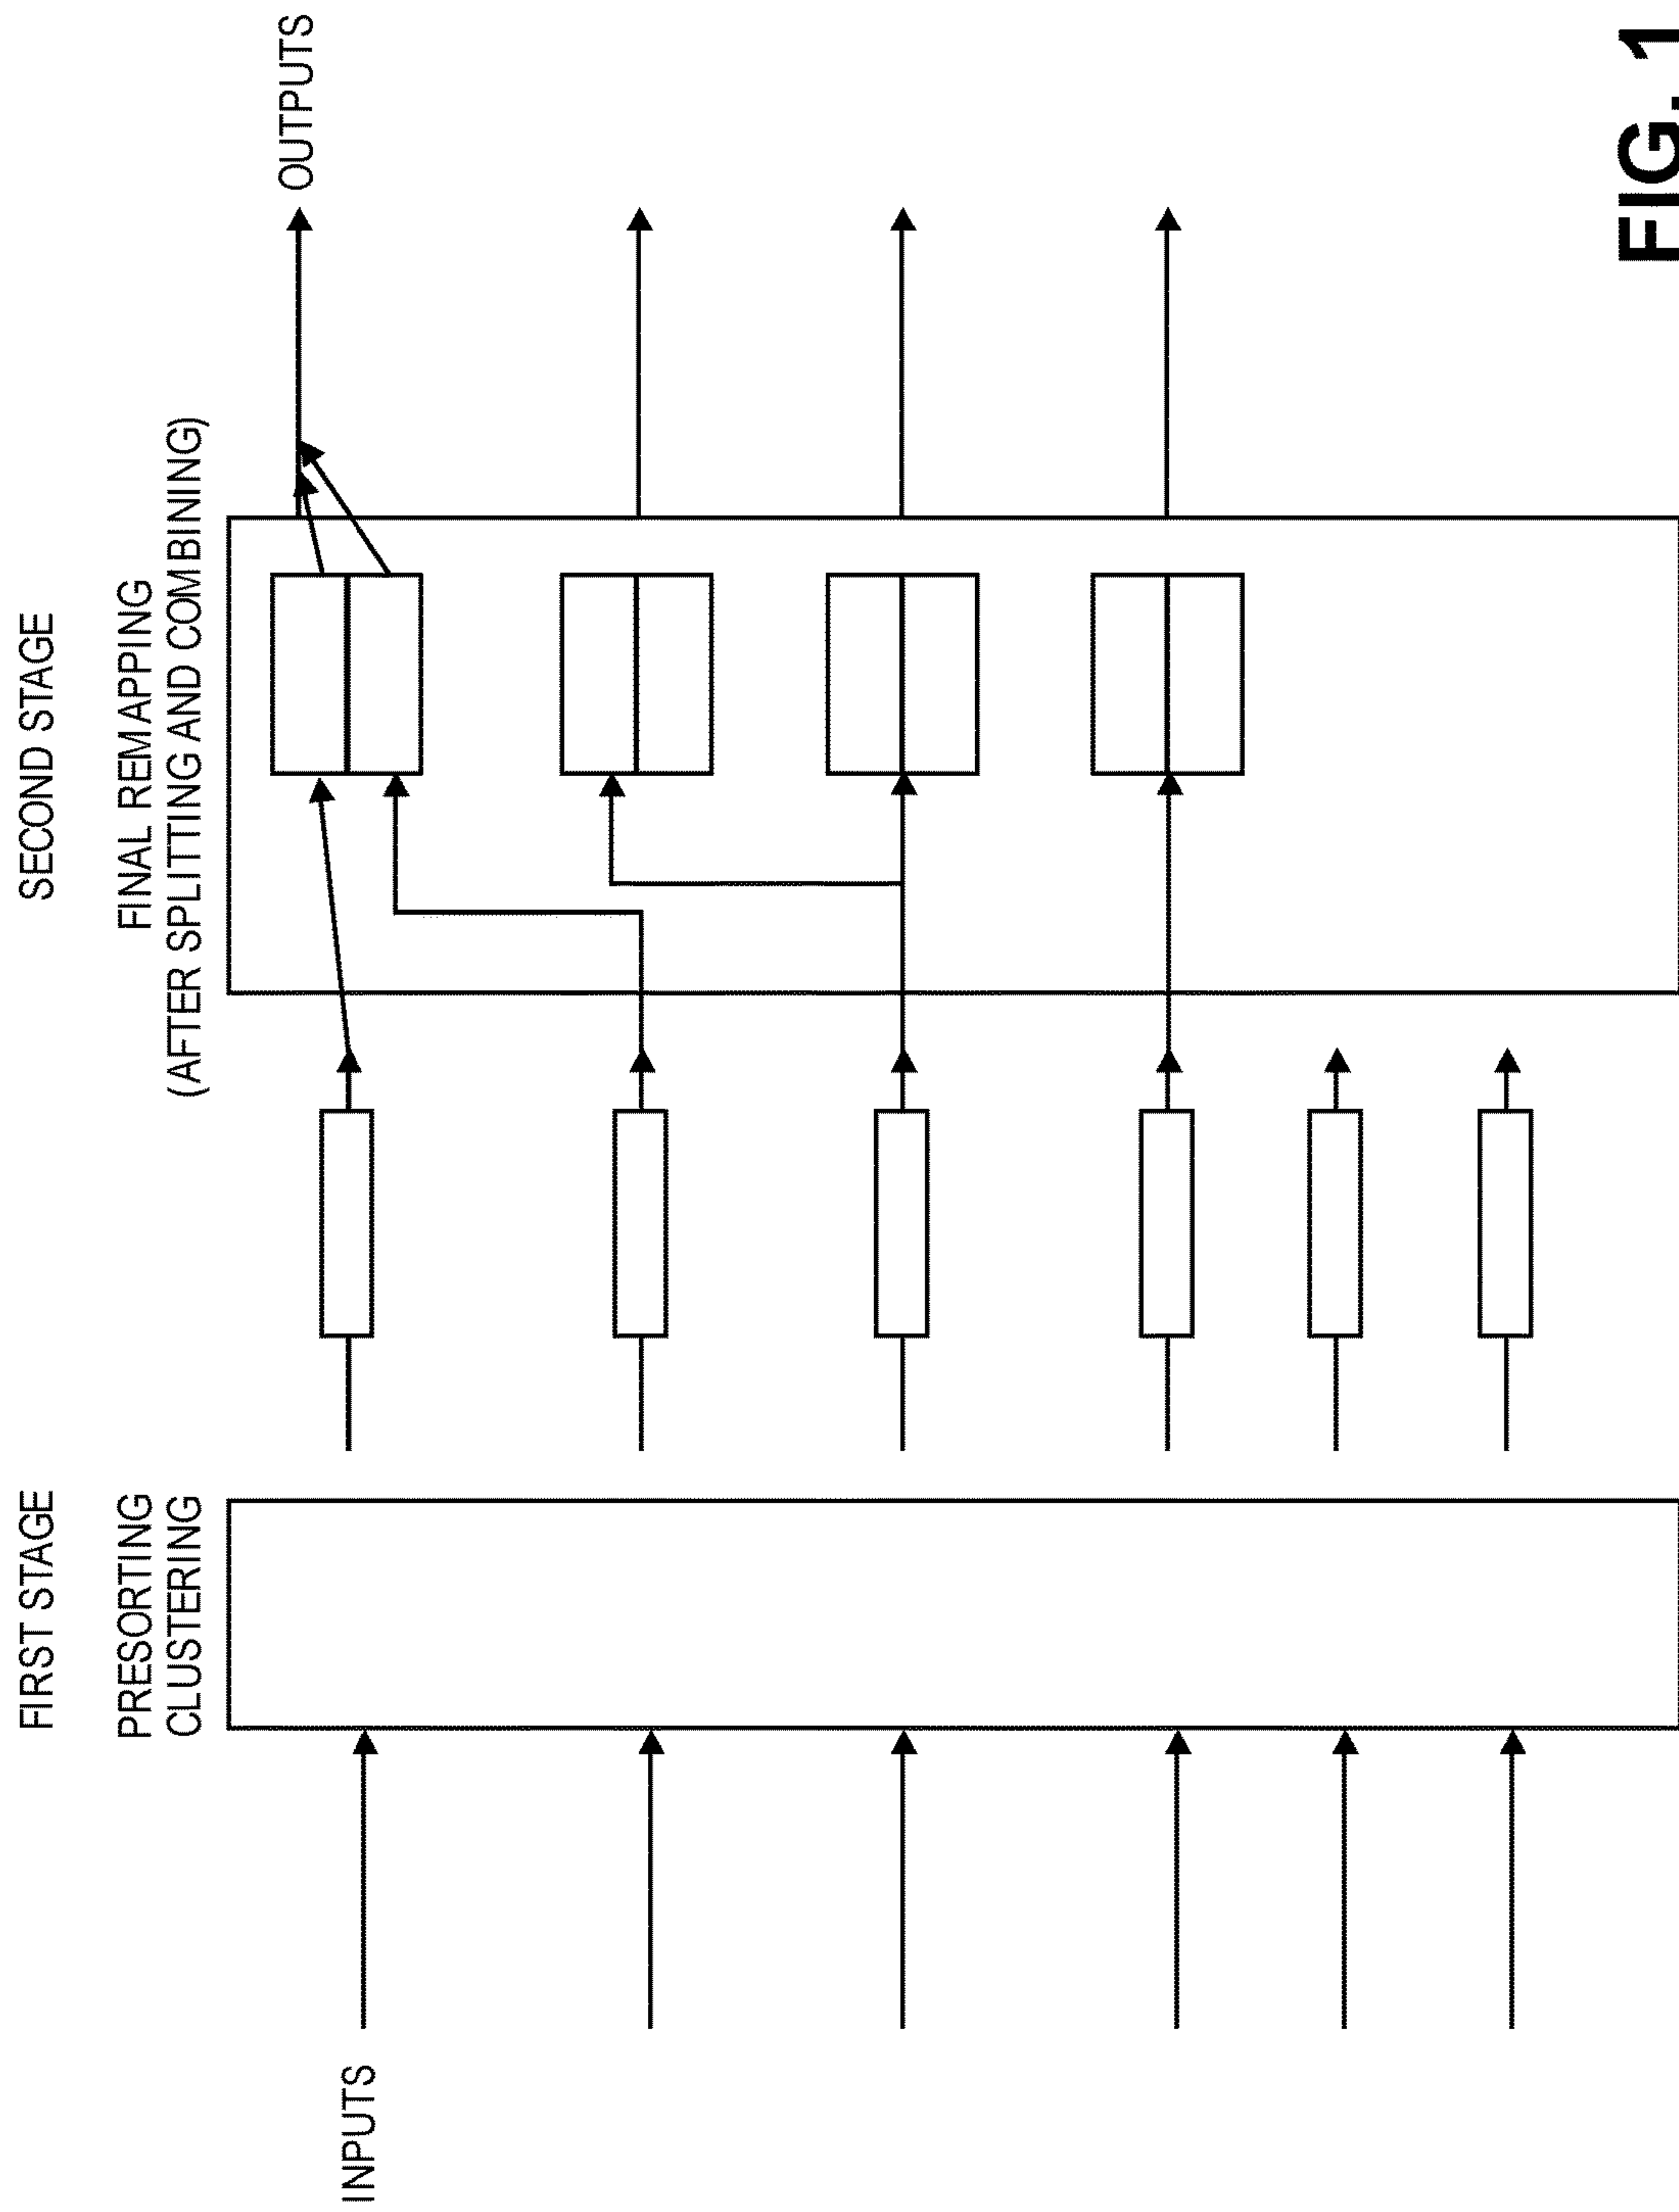 FIRST STAGE
SECOND STAGE
PRESORTING
CLUSTERING
FINAL REMAPPING
(AFTER SPLITTING AND COMBINING)
INPUTS
OUTPUTS
FIG. 1